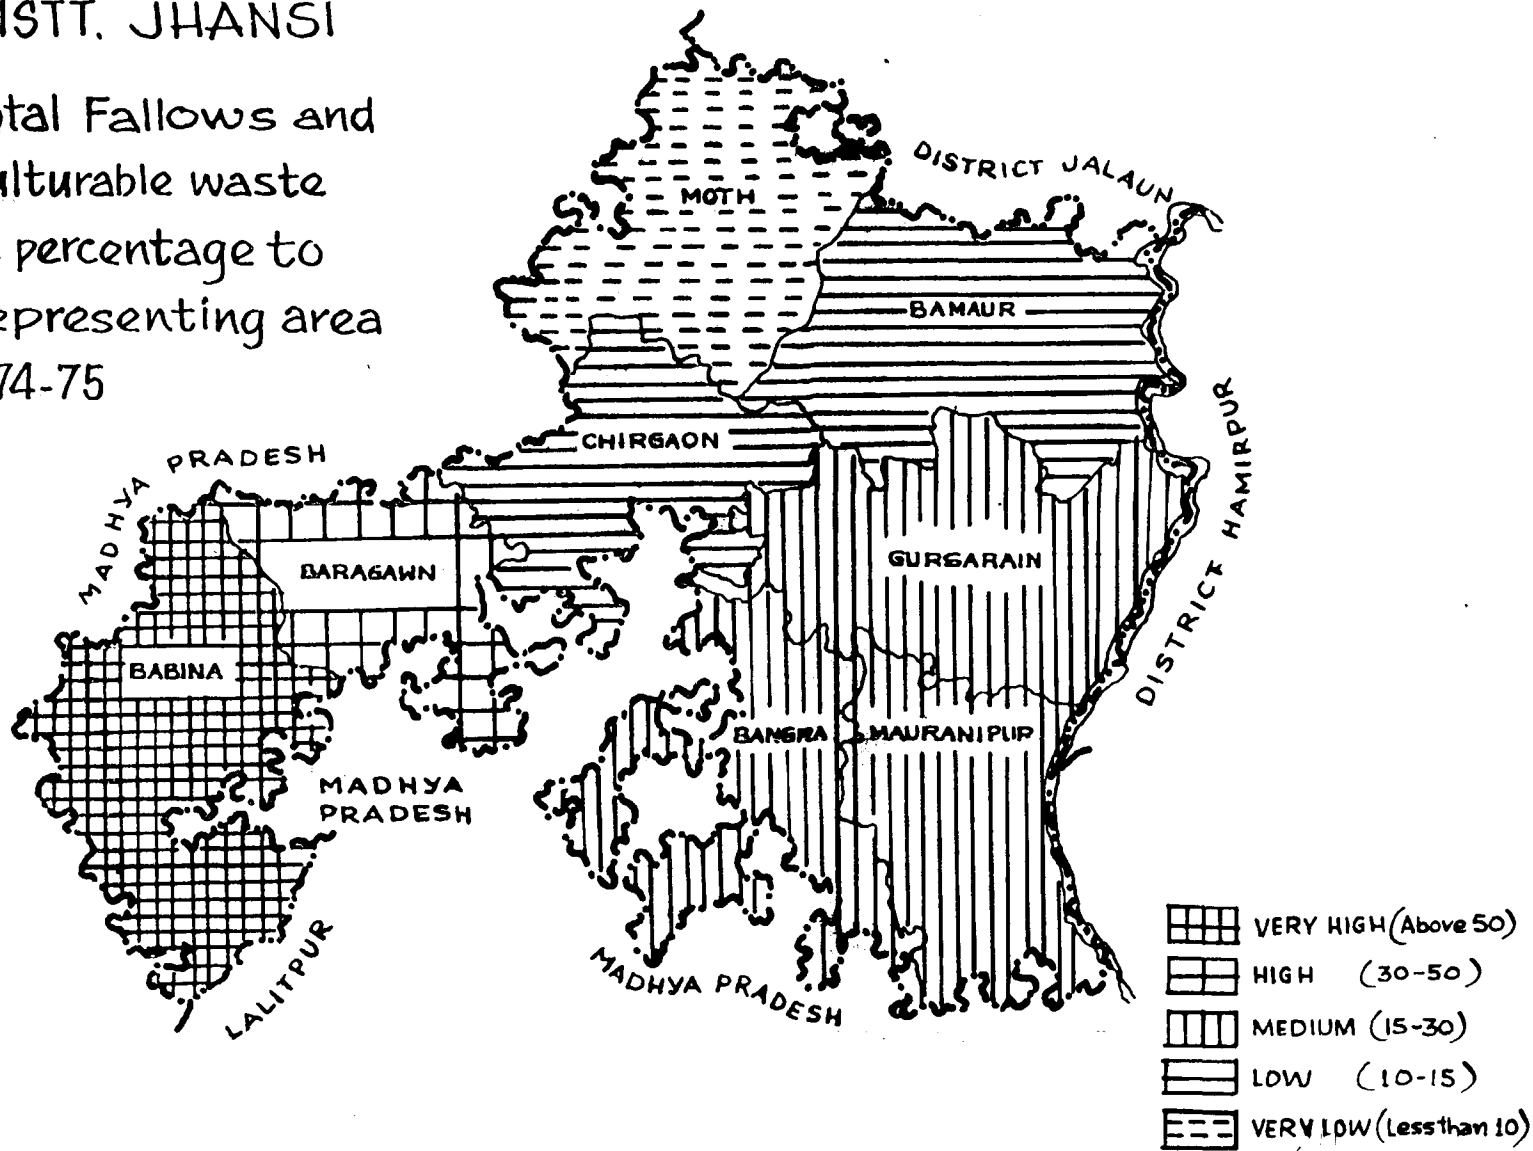 ISTT. JHANSI
otal Fallows and
ulturable waste
percentage to
epresenting area
74-75
MOTH
DISTRICT JALAUN
BAMAUR
CHIRGAON
MADHYA PRADESH
DISTRICT HAMIRPUR
BARAGAWN
GURSARAIN
BABINA
BANGRA
MAURANIPUR
MADHYA
PRADESH
LALITPUR
MADHYA PRADESH
VERY HIGH (Above 50)
HIGH (30-50)
MEDIUM (15-30)
LOW (10-15)
VERY LOW (Less than 10)